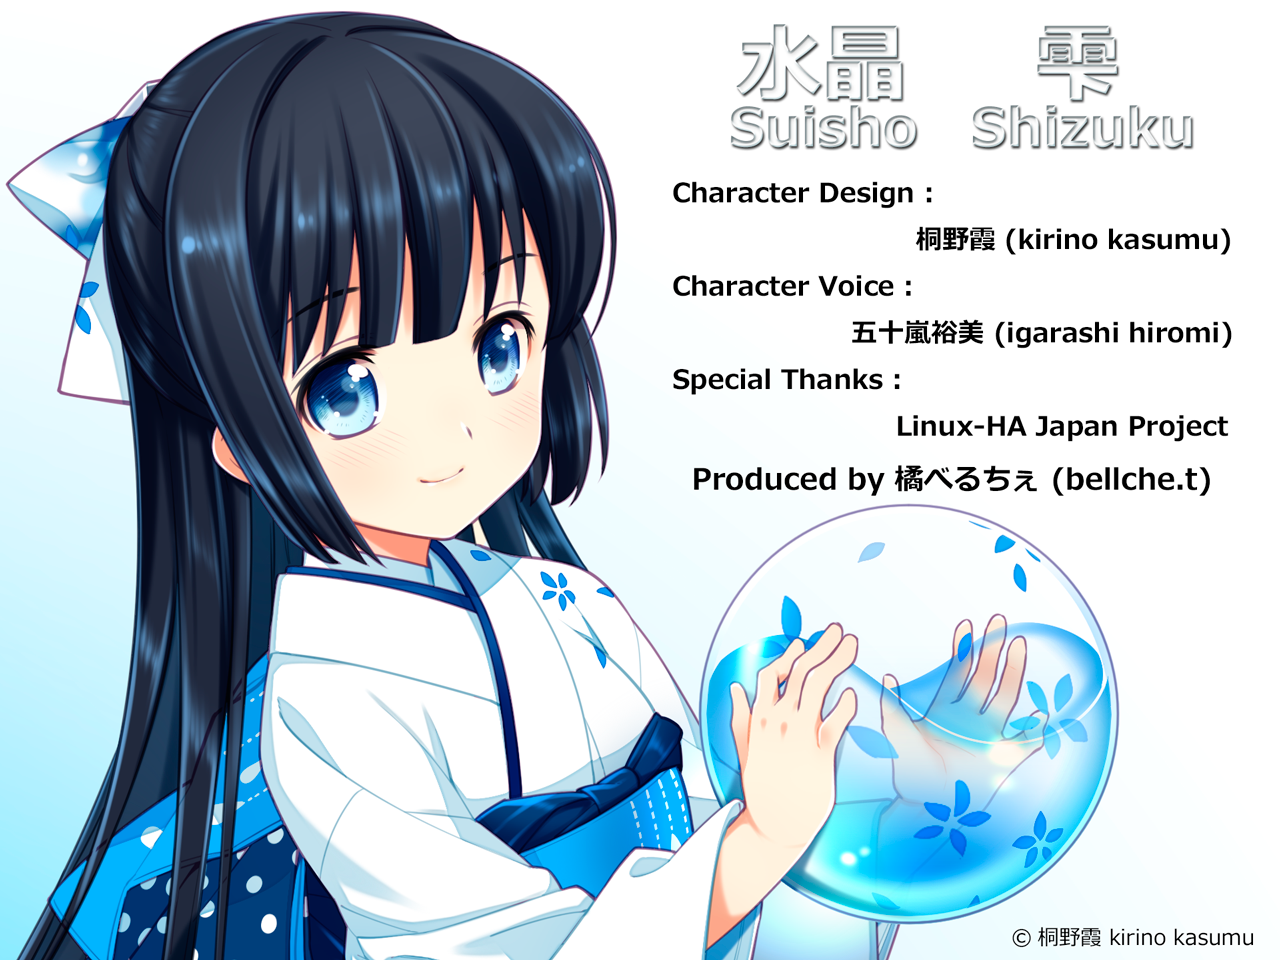 水晶 雫
Suisho Shizuku
Character Design :
桐野霞 (kirino kasumu)
Character Voice :
五十嵐裕美 (igarashi hiromi)
Special Thanks :
Linux-HA Japan Project
Produced by 橘べるちぇ (bellche.t)
© 桐野霞 kirino kasumu